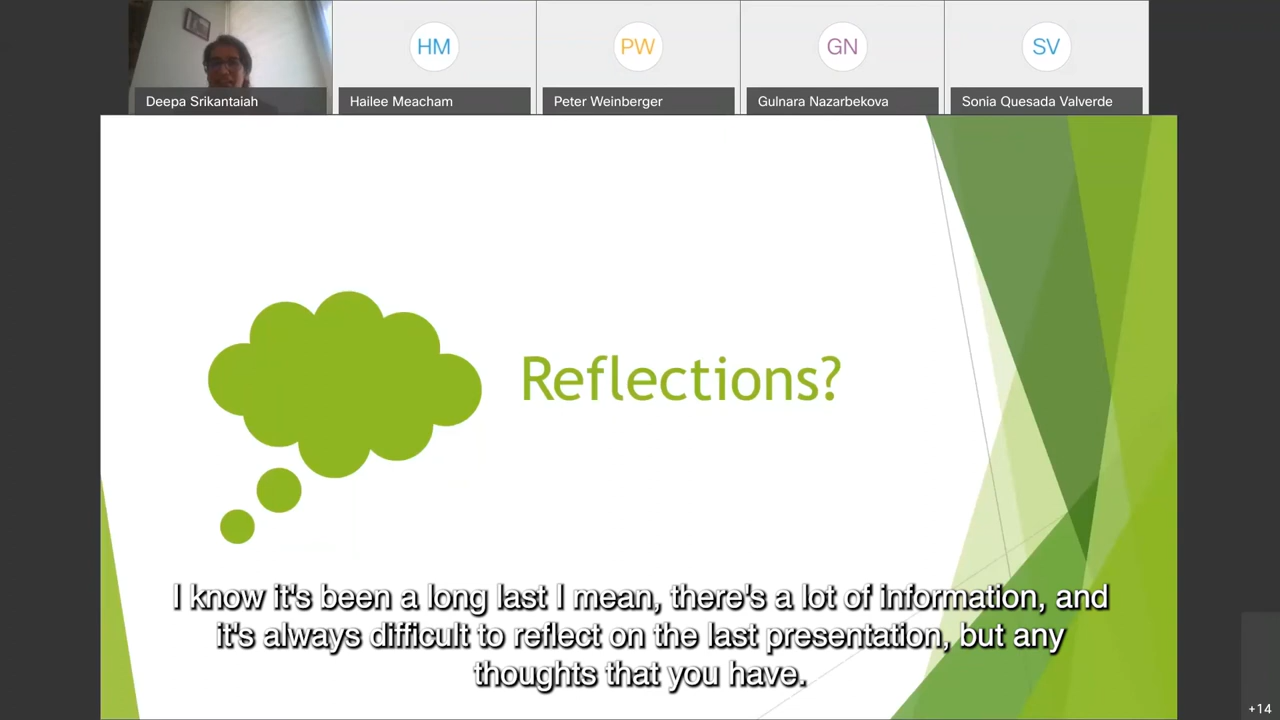 HM
PW
GN
SV
Deepa Srikantaiah
Hailee Meacham
Peter Weinberger
Gulnara Nazarbekova
Sonia Quesada Valverde
Reflections?
I know it's been a long last I mean, there's a lot of information, and
it's always difficult to reflect on the last presentation, but any
thoughts that you have.
+14